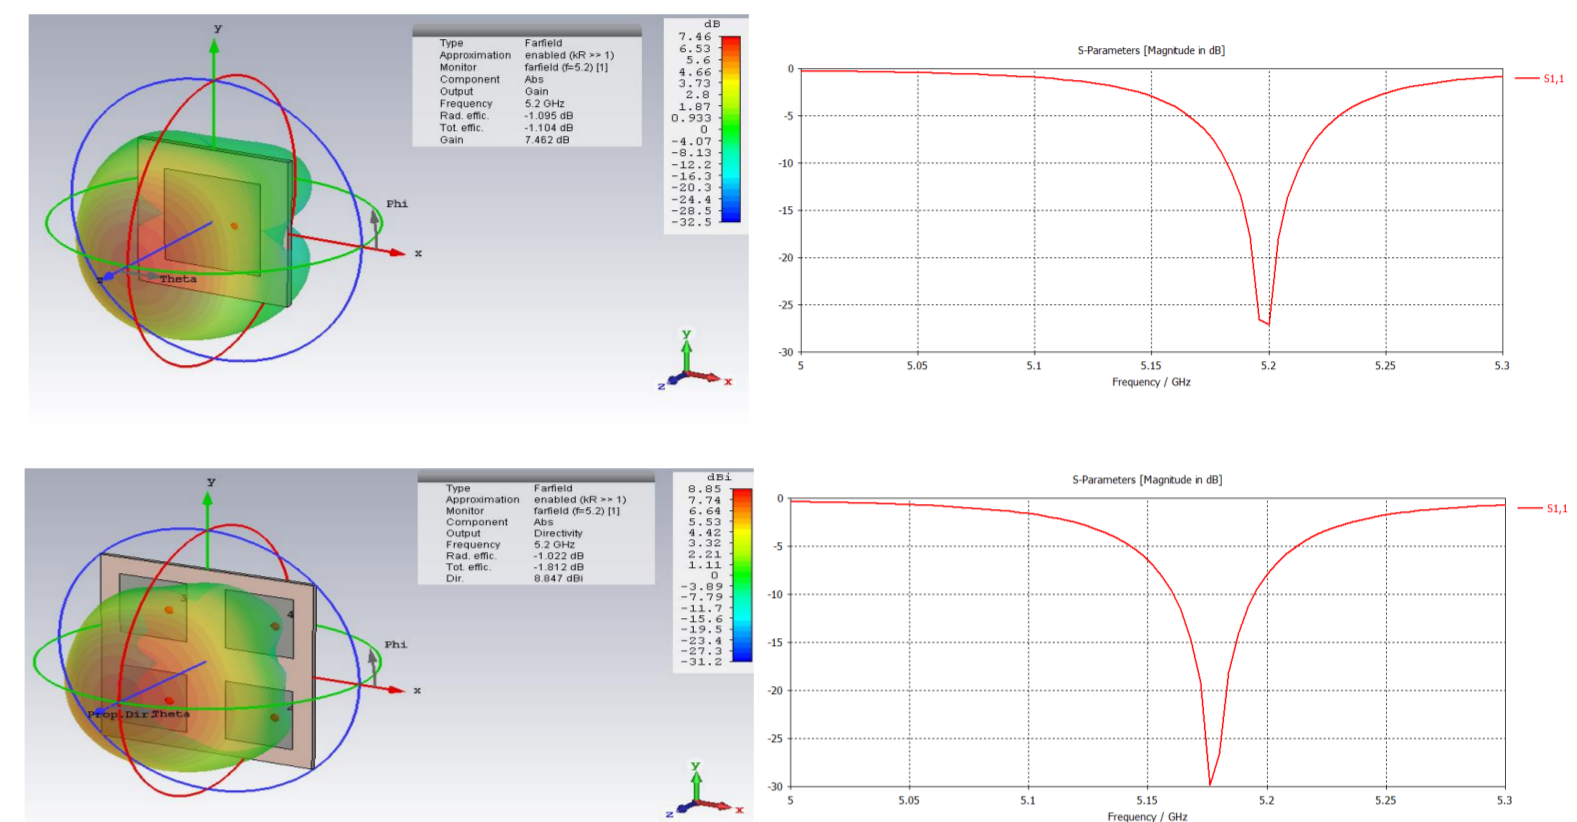 y
Type Farfield
Approximation enabled (kR >> 1)
Monitor farfield (f=5.2) [1]
Component Abs
Output Gain
Frequency 5.2 GHz
Rad. effic. -1.095 dB
Tot. effic. -1.104 dB
Gain 7.462 dB
dB
7.46
6.53
5.6
4.66
3.73
2.8
1.87
0.933
0
-4.07
-8.13
-12.2
-16.3
-20.3
-24.4
-28.5
-32.5
Phi
x
z
Theta
y
z
x
S-Parameters [Magnitude in dB]
0
-5
-10
-15
-20
-25
-30
5 5.05 5.1 5.15 5.2 5.25 5.3
Frequency / GHz
S1,1
y
Type Farfield
Approximation enabled (kR >> 1)
Monitor farfield (f=5.2) [1]
Component Abs
Output Directivity
Frequency 5.2 GHz
Rad. effic. -1.022 dB
Tot. effic. -1.812 dB
Dir. 8.847 dBi
dBi
8.85
7.74
6.64
5.53
4.42
3.32
2.21
1.11
0
-3.89
-7.79
-11.7
-15.6
-19.5
-23.4
-27.3
-31.2
3
4
Phi
x
2
Theta
y
z
x
S-Parameters [Magnitude in dB]
0
-5
-10
-15
-20
-25
-30
5 5.05 5.1 5.15 5.2 5.25 5.3
Frequency / GHz
S1,1